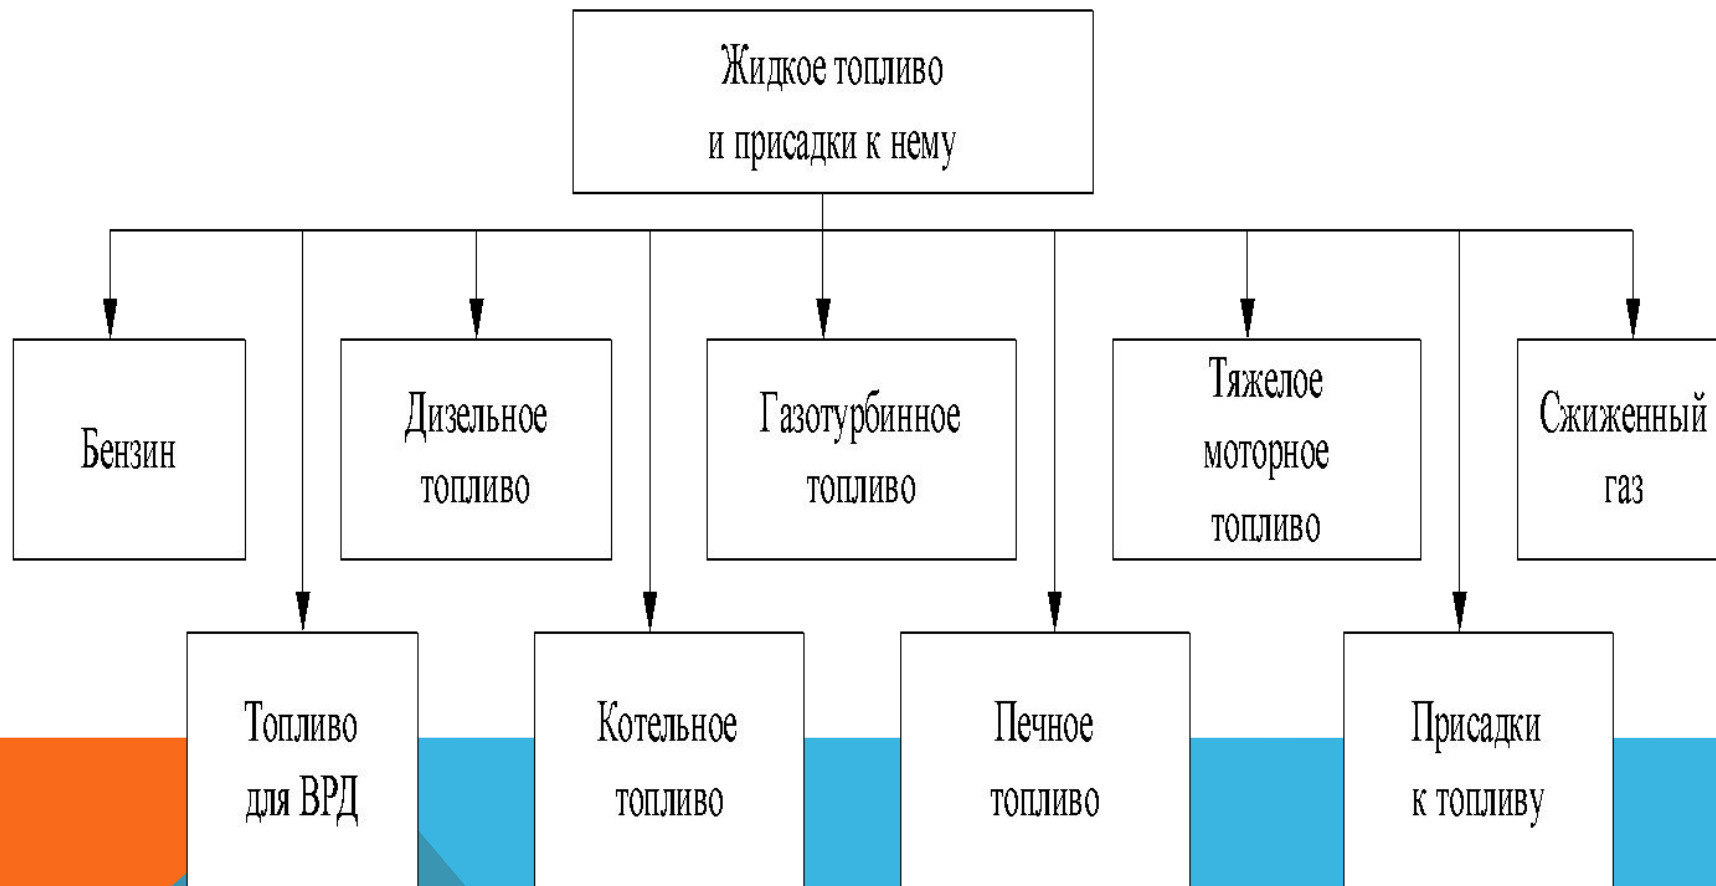 Жидкое топливо
и присадки к нему
Бензин
Дизельное
топливо
Газотурбинное
топливо
Тяжелое
моторное
топливо
Сжиженный
газ
Топливо
для ВРД
Котельное
топливо
Печное
топливо
Присадки
к топливу